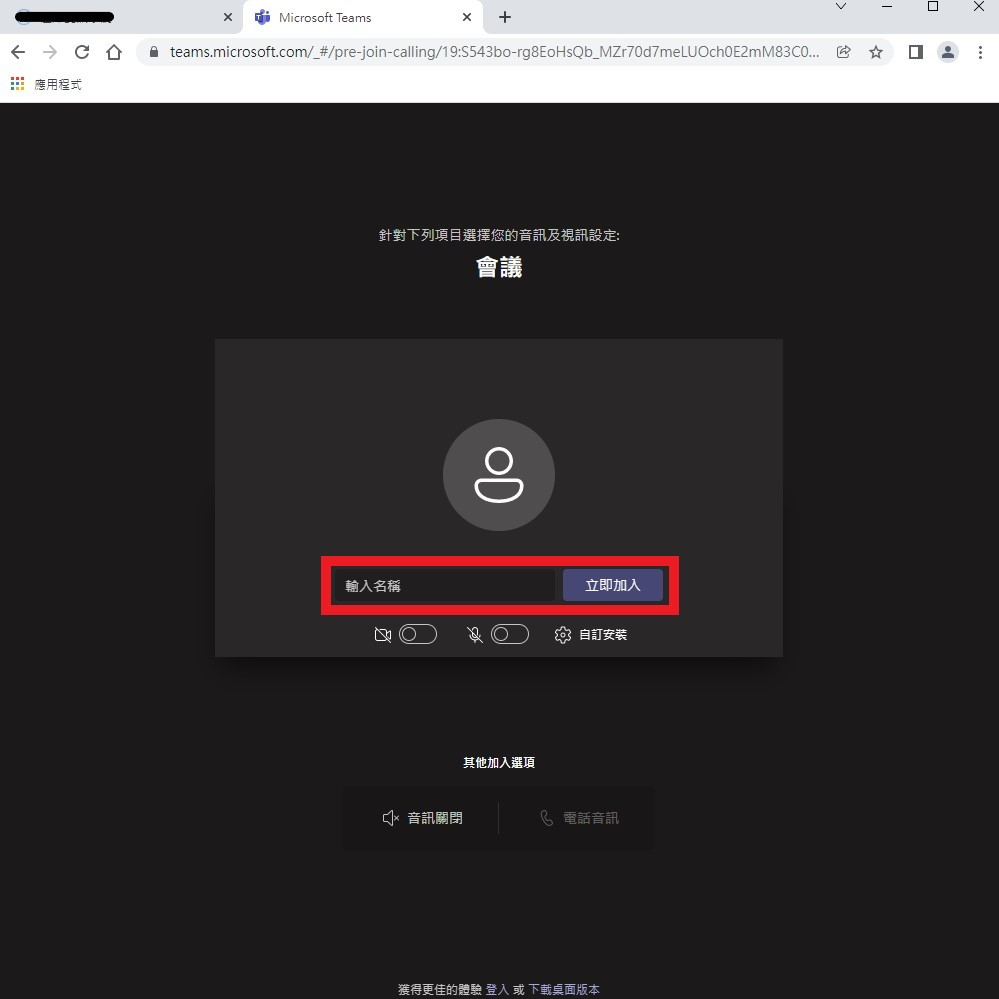 Microsoft Teams
teams.microsoft.com/_#/pre-join-calling/19:S543bo-rg8EoHsQb_MZr70d7meLUOch0E2mM83C0...
應用程式
針對下列項目選擇您的音訊及視訊設定:
會議
輸入名稱 立即加入
自訂安裝
其他加入選項
音訊關閉 電話音訊
獲得更佳的體驗 登入 或 下載桌面版本